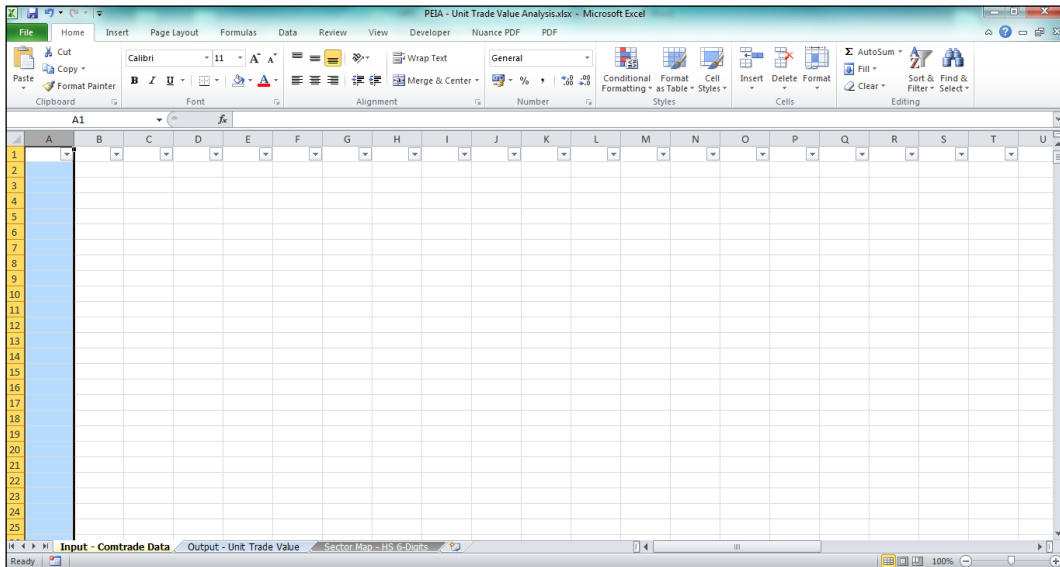 PEIA - Unit Trade Value Analysis.xlsx - Microsoft Excel
File Home Insert Page Layout Formulas Data Review View Developer Nuance PDF PDF
Paste
Cut
Copy
Format Painter
Clipboard
Calibri 11
B I U
Font
Wrap Text
Merge & Center
Alignment
General
% ,
Number
Conditional Formatting
Format as Table
Cell Styles
Styles
Insert Delete Format
Cells
Σ AutoSum
Fill
Clear
Sort & Filter
Find & Select
Editing
A1 fx
A B C D E F G H I J K L M N O P Q R S T U
1
2
3
4
5
6
7
8
9
10
11
12
13
14
15
16
17
18
19
20
21
22
23
24
25
Input - Comtrade Data Output - Unit Trade Value Sector Map - HS 6-Digits
Ready 100%